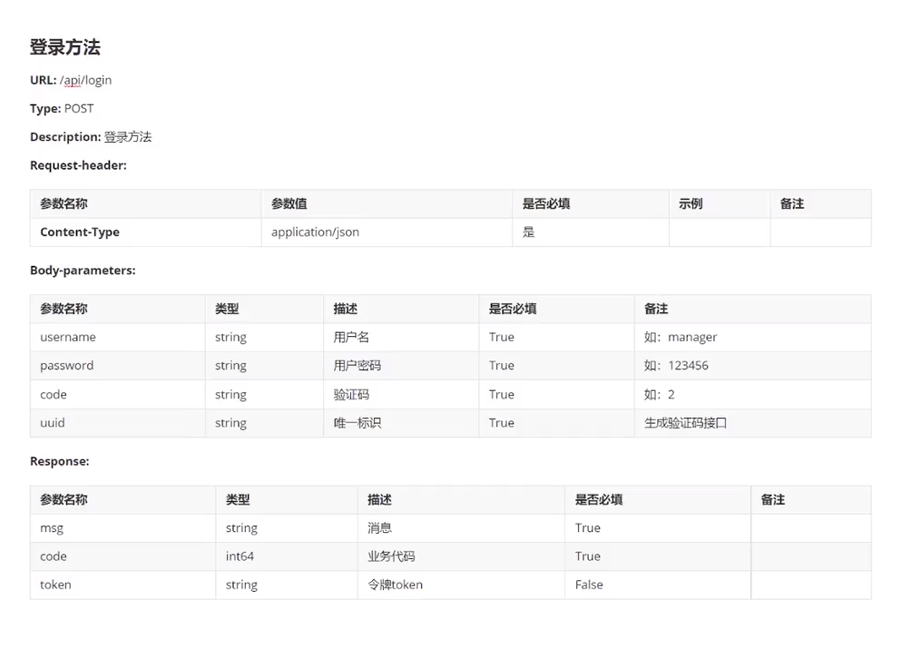 登录方法
URL: /api/login
Type: POST
Description: 登录方法
Request-header:
参数名称 参数值 是否必填 示例 备注
Content-Type application/json 是
Body-parameters:
参数名称 类型 描述 是否必填 备注
username string 用户名 True 如：manager
password string 用户密码 True 如：123456
code string 验证码 True 如：2
uuid string 唯一标识 True 生成验证码接口
Response:
参数名称 类型 描述 是否必填 备注
msg string 消息 True
code int64 业务代码 True
token string 令牌token False